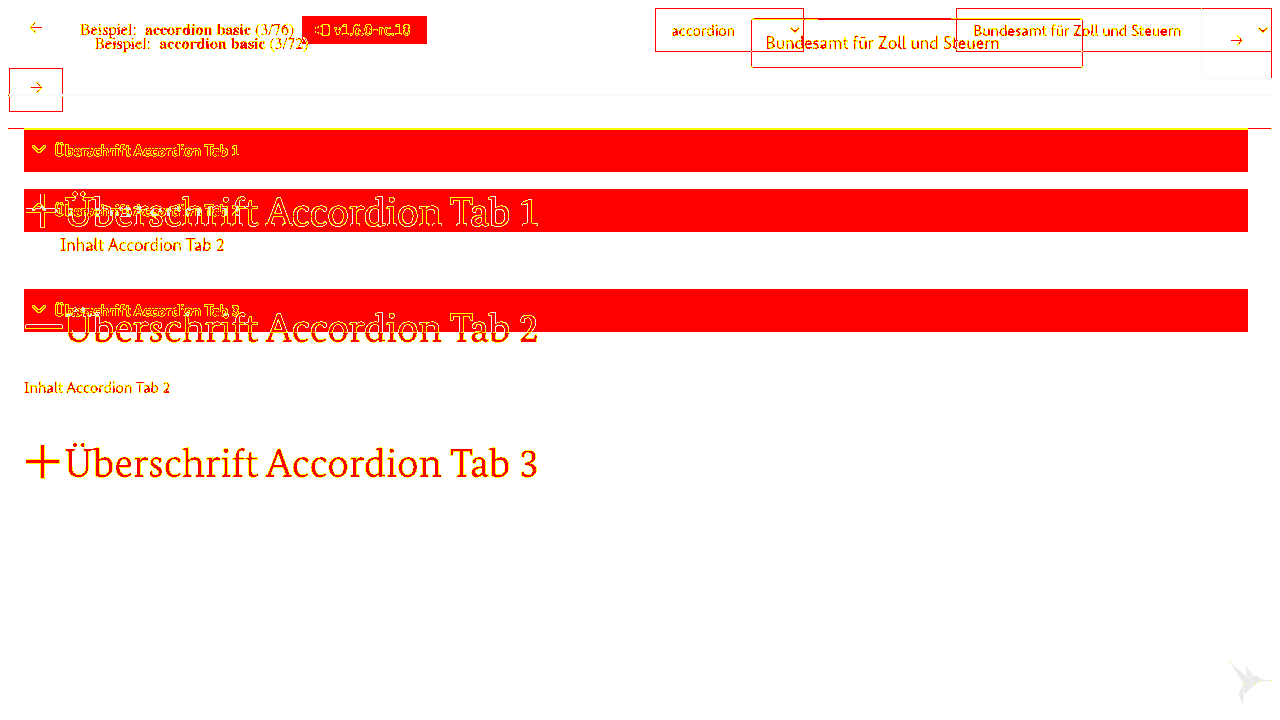 Beispiel: accordion basic (3/76) v1.6.0-rc.18 accordion Bundesamt für Zoll und Steuern
Beispiel: accordion basic (3/72) Bundesamt für Zoll und Steuern
Überschrift Accordion Tab 1
Überschrift Accordion Tab 2
Überschrift Accordion Tab 1
Inhalt Accordion Tab 2
Überschrift Accordion Tab 3
Überschrift Accordion Tab 2
Inhalt Accordion Tab 2
Überschrift Accordion Tab 3